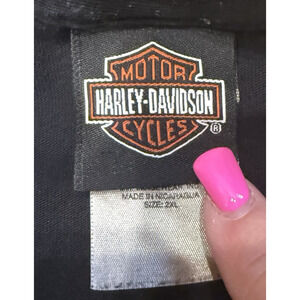 MOTOR
HARLEY-DAVIDSON
CYCLES
®
MADE IN NICARAGUA
SIZE: 2XL